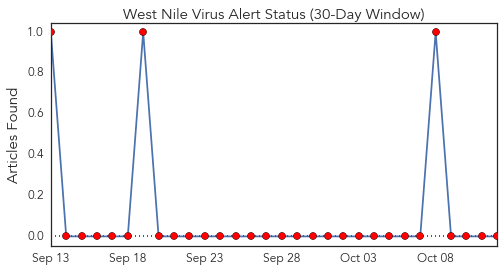 West Nile Virus Alert Status (30-Day Window)
Articles Found
1.0
0.8
0.6
0.4
0.2
0.0
Sep 13 Sep 18 Sep 23 Sep 28 Oct 03 Oct 08